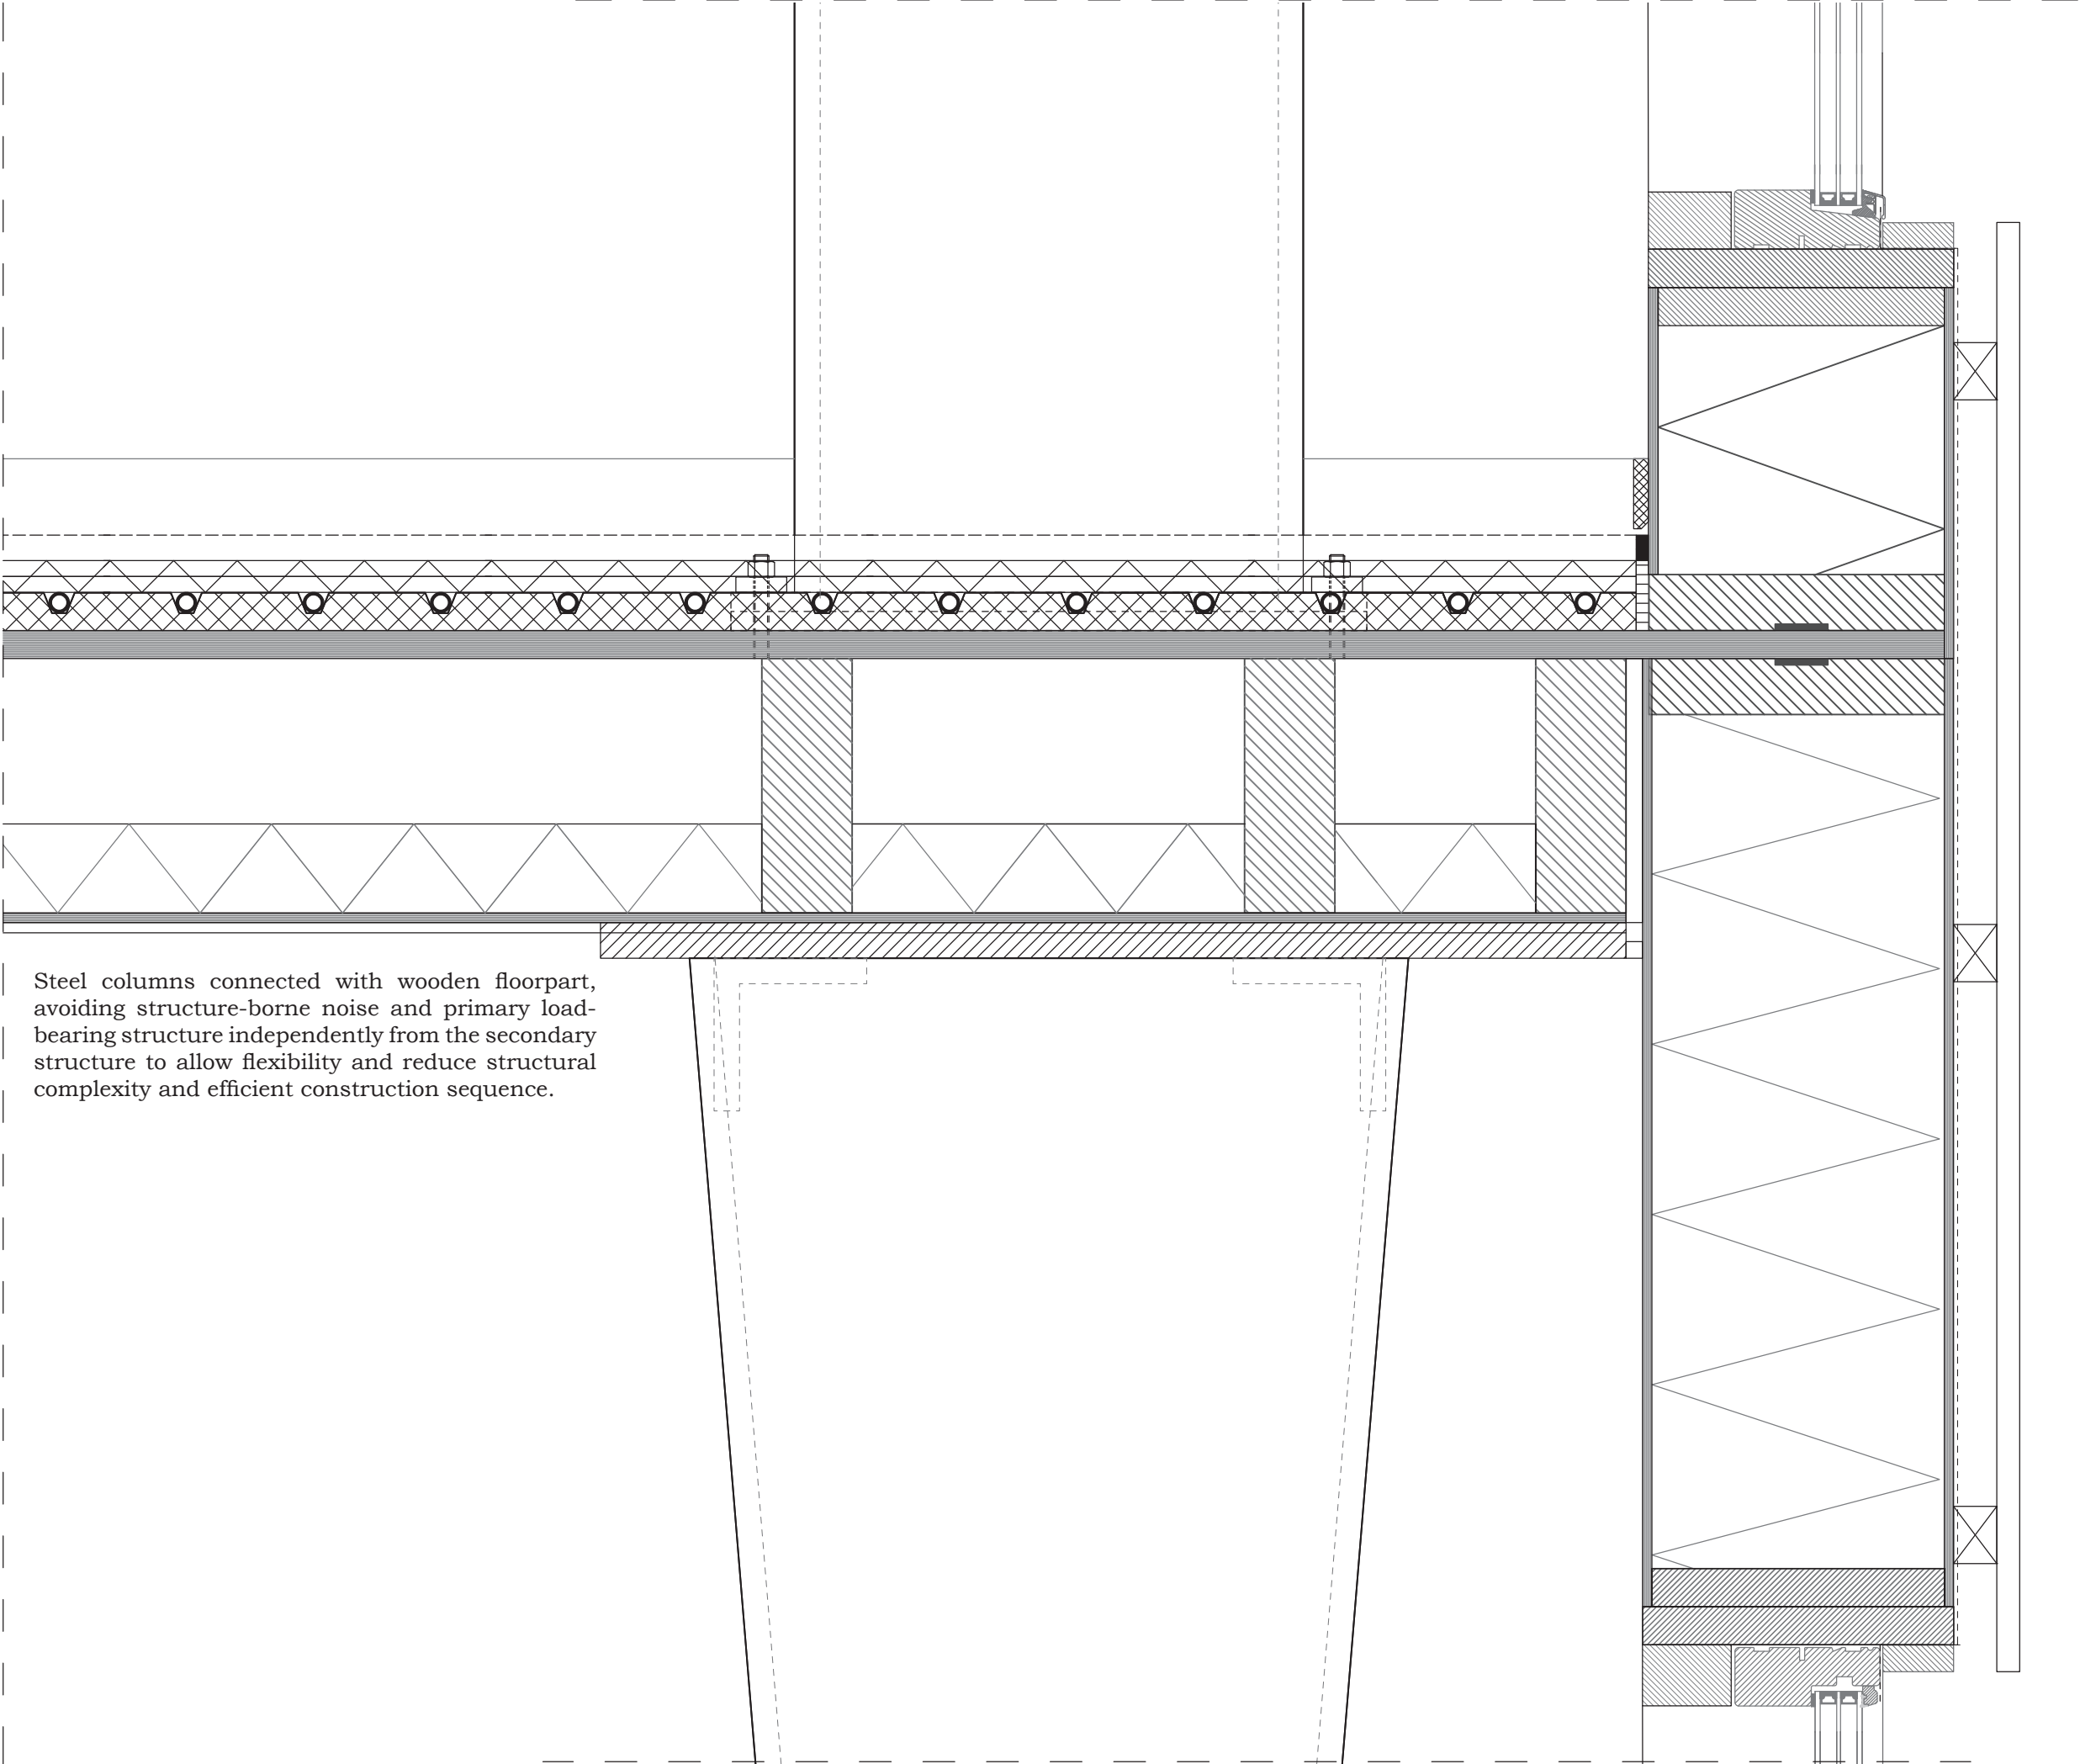 Steel columns connected with wooden floorpart,
avoiding structure-borne noise and primary load-
bearing structure independently from the secondary
structure to allow flexibility and reduce structural
complexity and efficient construction sequence.